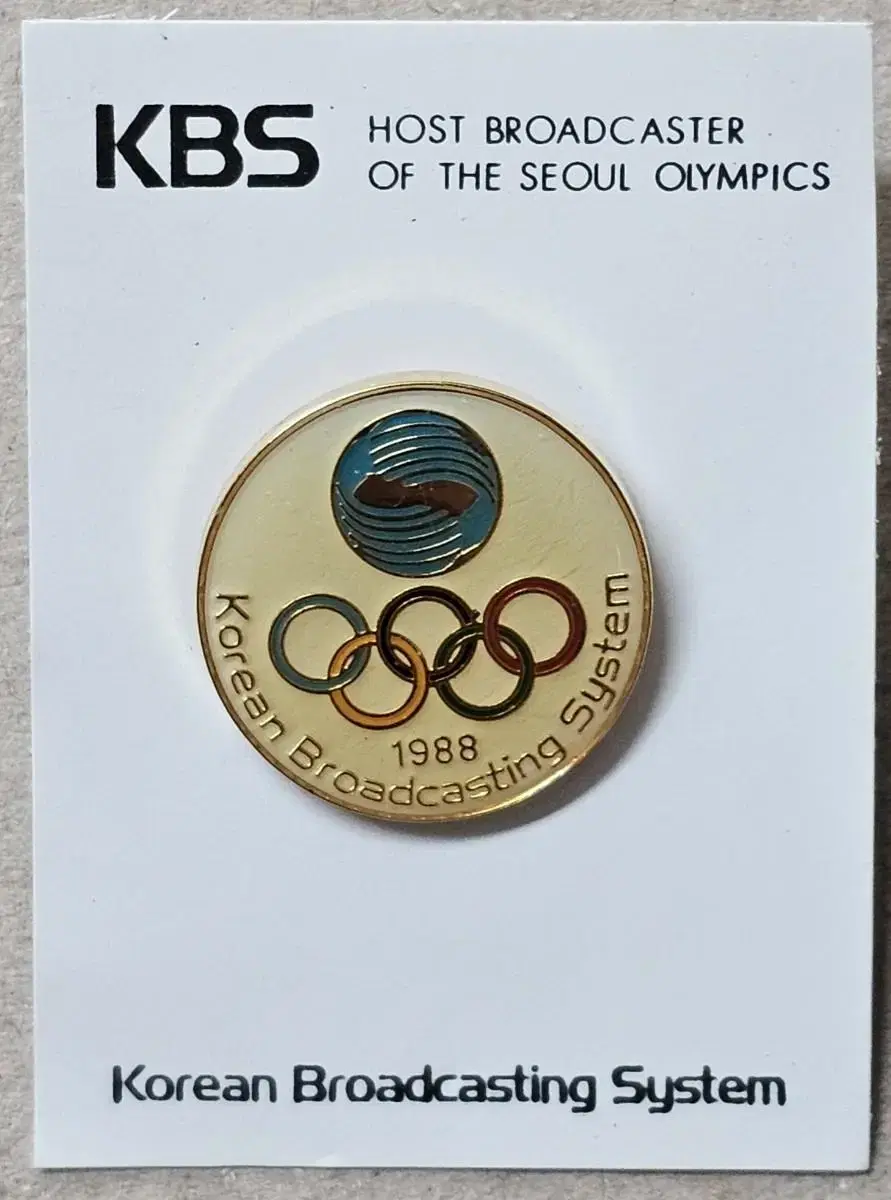 KBS
HOST BROADCASTER
OF THE SEOUL OLYMPICS
1988
Korean Broadcasting System
Korean Broadcasting System